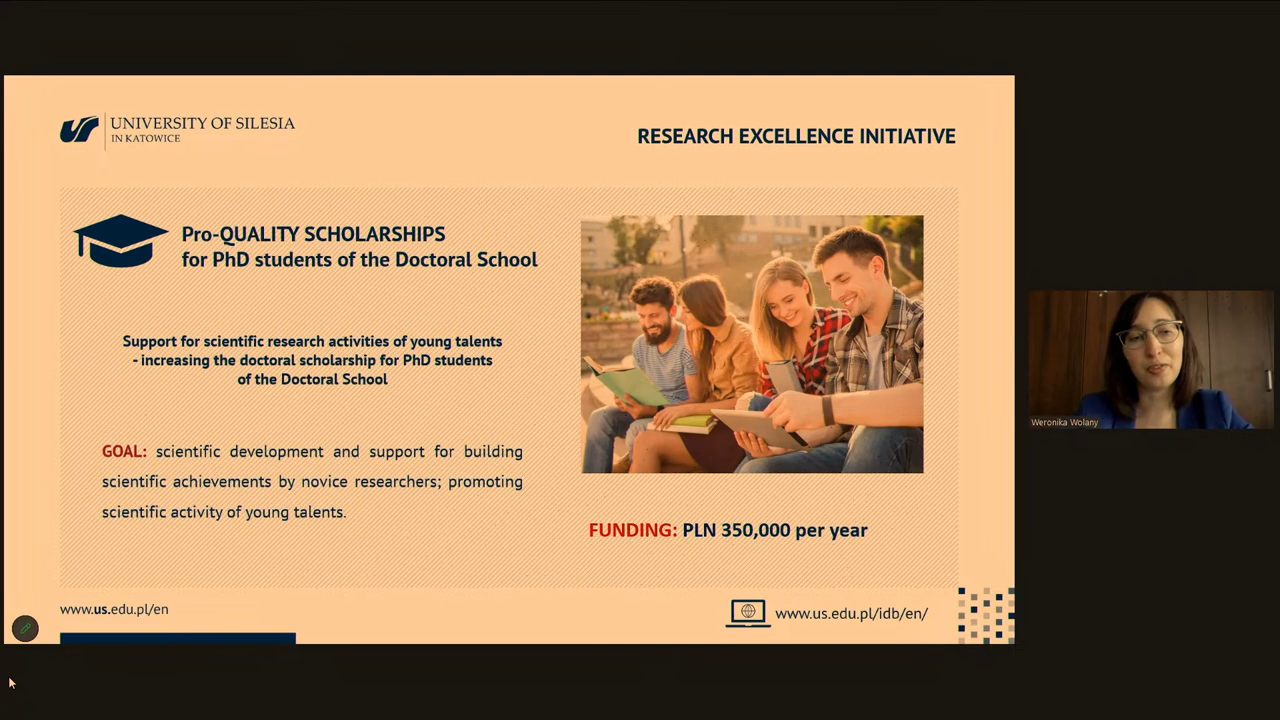 UNIVERSITY OF SILESIA
IN KATOWICE
RESEARCH EXCELLENCE INITIATIVE
Pro-QUALITY SCHOLARSHIPS
for PhD students of the Doctoral School
Support for scientific research activities of young talents
- increasing the doctoral scholarship for PhD students
of the Doctoral School
GOAL: scientific development and support for building
scientific achievements by novice researchers; promoting
scientific activity of young talents.
FUNDING: PLN 350,000 per year
Weronika Wolany
www.us.edu.pl/en
www.us.edu.pl/idb/en/